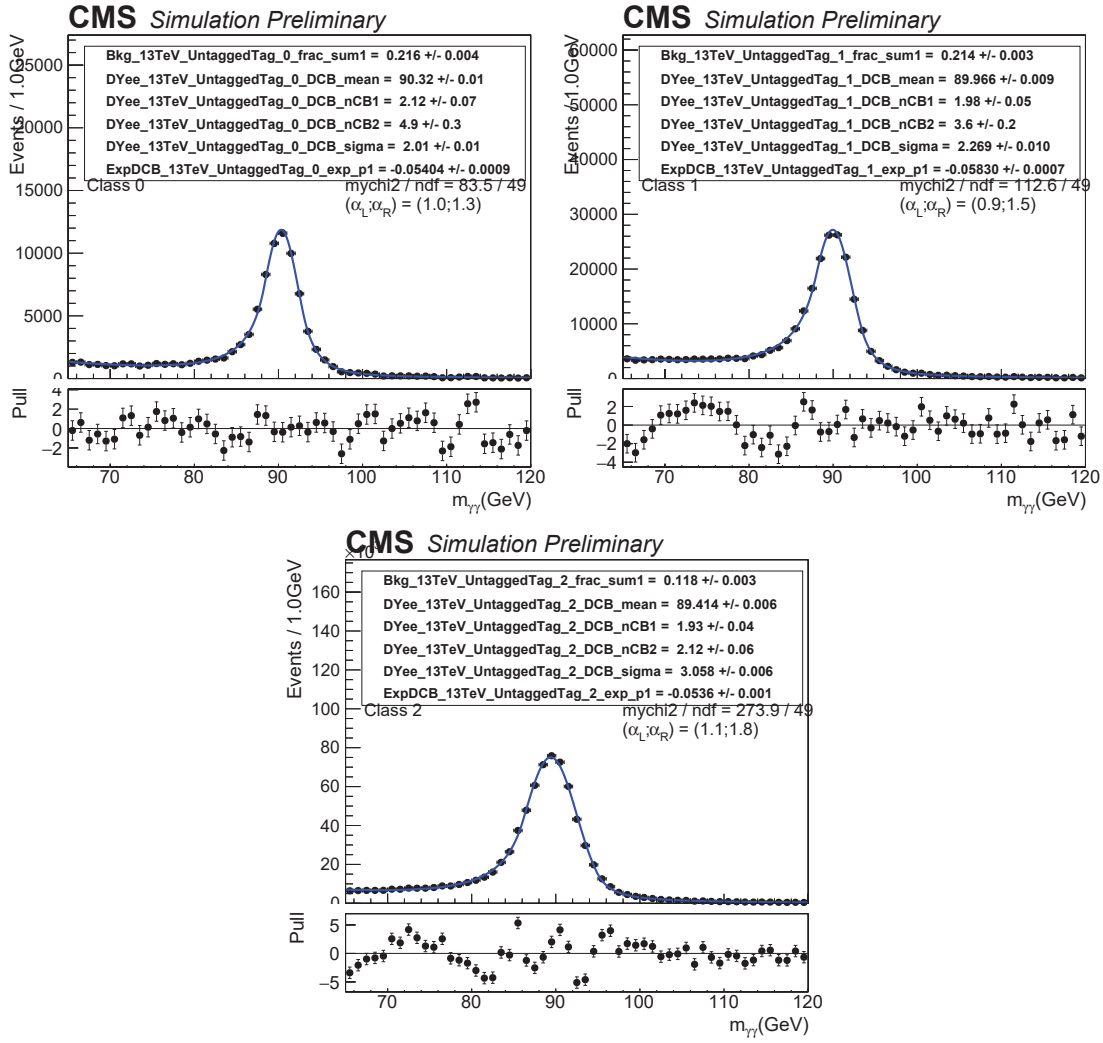 CMS Simulation Preliminary
Events / 1.0GeV
25000
20000
15000
10000
5000
0
Bkg_13TeV_UntaggedTag_0_frac_sum1 = 0.216 +/- 0.004
DYee_13TeV_UntaggedTag_0_DCB_mean = 90.32 +/- 0.01
DYee_13TeV_UntaggedTag_0_DCB_nCB1 = 2.12 +/- 0.07
DYee_13TeV_UntaggedTag_0_DCB_nCB2 = 4.9 +/- 0.3
DYee_13TeV_UntaggedTag_0_DCB_sigma = 2.01 +/- 0.01
ExpDCB_13TeV_UntaggedTag_0_exp_p1 = -0.05404 +/- 0.0009
Class 0
mychi2 / ndf = 83.5 / 49
(α_L;α_R) = (1.0;1.3)
Pull
4
2
0
−2
70 80 90 100 110 120
m_γγ(GeV)
CMS Simulation Preliminary
Events / 1.0GeV
60000
50000
40000
30000
20000
10000
0
Bkg_13TeV_UntaggedTag_1_frac_sum1 = 0.214 +/- 0.003
DYee_13TeV_UntaggedTag_1_DCB_mean = 89.966 +/- 0.009
DYee_13TeV_UntaggedTag_1_DCB_nCB1 = 1.98 +/- 0.05
DYee_13TeV_UntaggedTag_1_DCB_nCB2 = 3.6 +/- 0.2
DYee_13TeV_UntaggedTag_1_DCB_sigma = 2.269 +/- 0.010
ExpDCB_13TeV_UntaggedTag_1_exp_p1 = -0.05830 +/- 0.0007
Class 1
mychi2 / ndf = 112.6 / 49
(α_L;α_R) = (0.9;1.5)
Pull
2
0
−2
−4
70 80 90 100 110 120
m_γγ(GeV)
CMS Simulation Preliminary
Events / 1.0GeV
160
140
120
100
80
60
40
20
0
Bkg_13TeV_UntaggedTag_2_frac_sum1 = 0.118 +/- 0.003
DYee_13TeV_UntaggedTag_2_DCB_mean = 89.414 +/- 0.006
DYee_13TeV_UntaggedTag_2_DCB_nCB1 = 1.93 +/- 0.04
DYee_13TeV_UntaggedTag_2_DCB_nCB2 = 2.12 +/- 0.06
DYee_13TeV_UntaggedTag_2_DCB_sigma = 3.058 +/- 0.006
ExpDCB_13TeV_UntaggedTag_2_exp_p1 = -0.0536 +/- 0.001
Class 2
mychi2 / ndf = 273.9 / 49
(α_L;α_R) = (1.1;1.8)
Pull
5
0
−5
70 80 90 100 110 120
m_γγ(GeV)